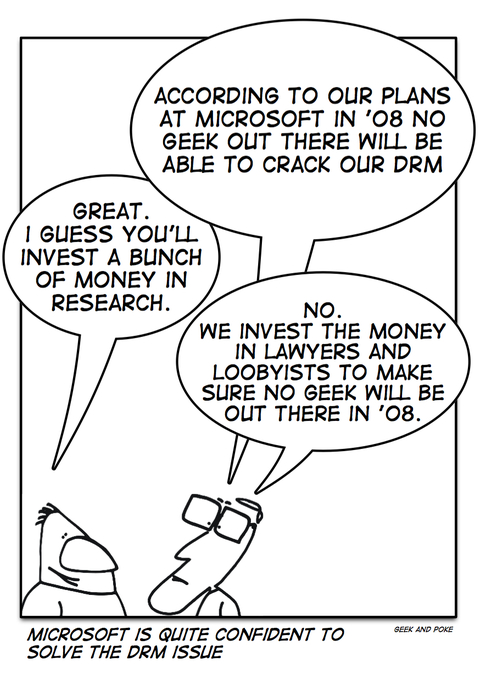 ACCORDING TO OUR PLANS
AT MICROSOFT IN '08 NO
GEEK OUT THERE WILL BE
ABLE TO CRACK OUR DRM
GREAT.
I GUESS YOU'LL
INVEST A BUNCH
OF MONEY IN
RESEARCH.
NO.
WE INVEST THE MONEY
IN LAWYERS AND
LOOBYISTS TO MAKE
SURE NO GEEK WILL BE
OUT THERE IN '08.
MICROSOFT IS QUITE CONFIDENT TO
SOLVE THE DRM ISSUE
GEEK AND POKE